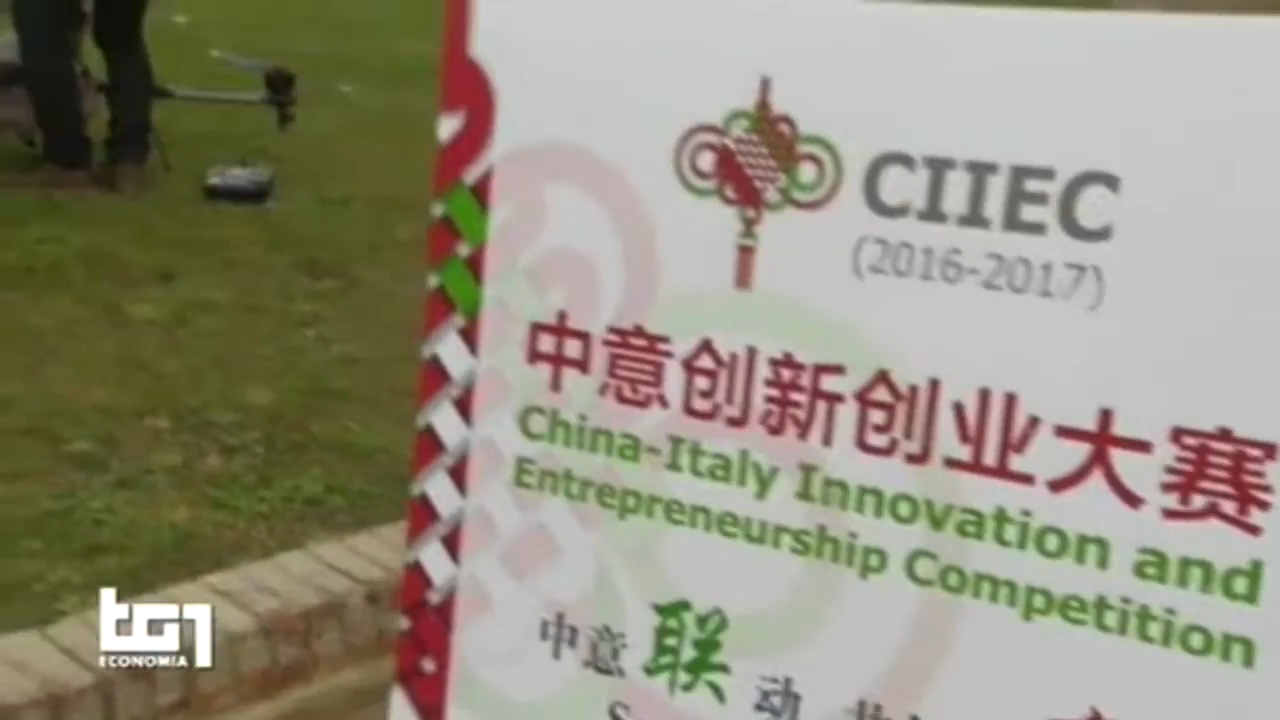 CIIEC
(2016-2017)
中意创新创业大赛
China-Italy Innovation and
Entrepreneurship Competition
中意联动
tg1
ECONOMIA